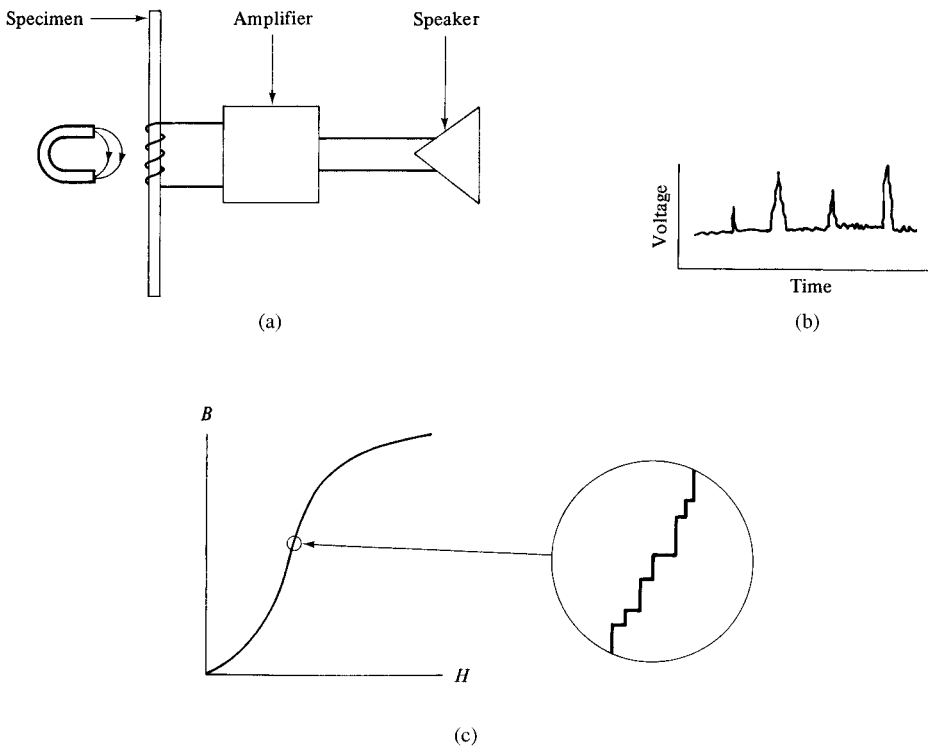 Specimen
Amplifier
Speaker
(a)
Voltage
Time
(b)
B
H
(c)